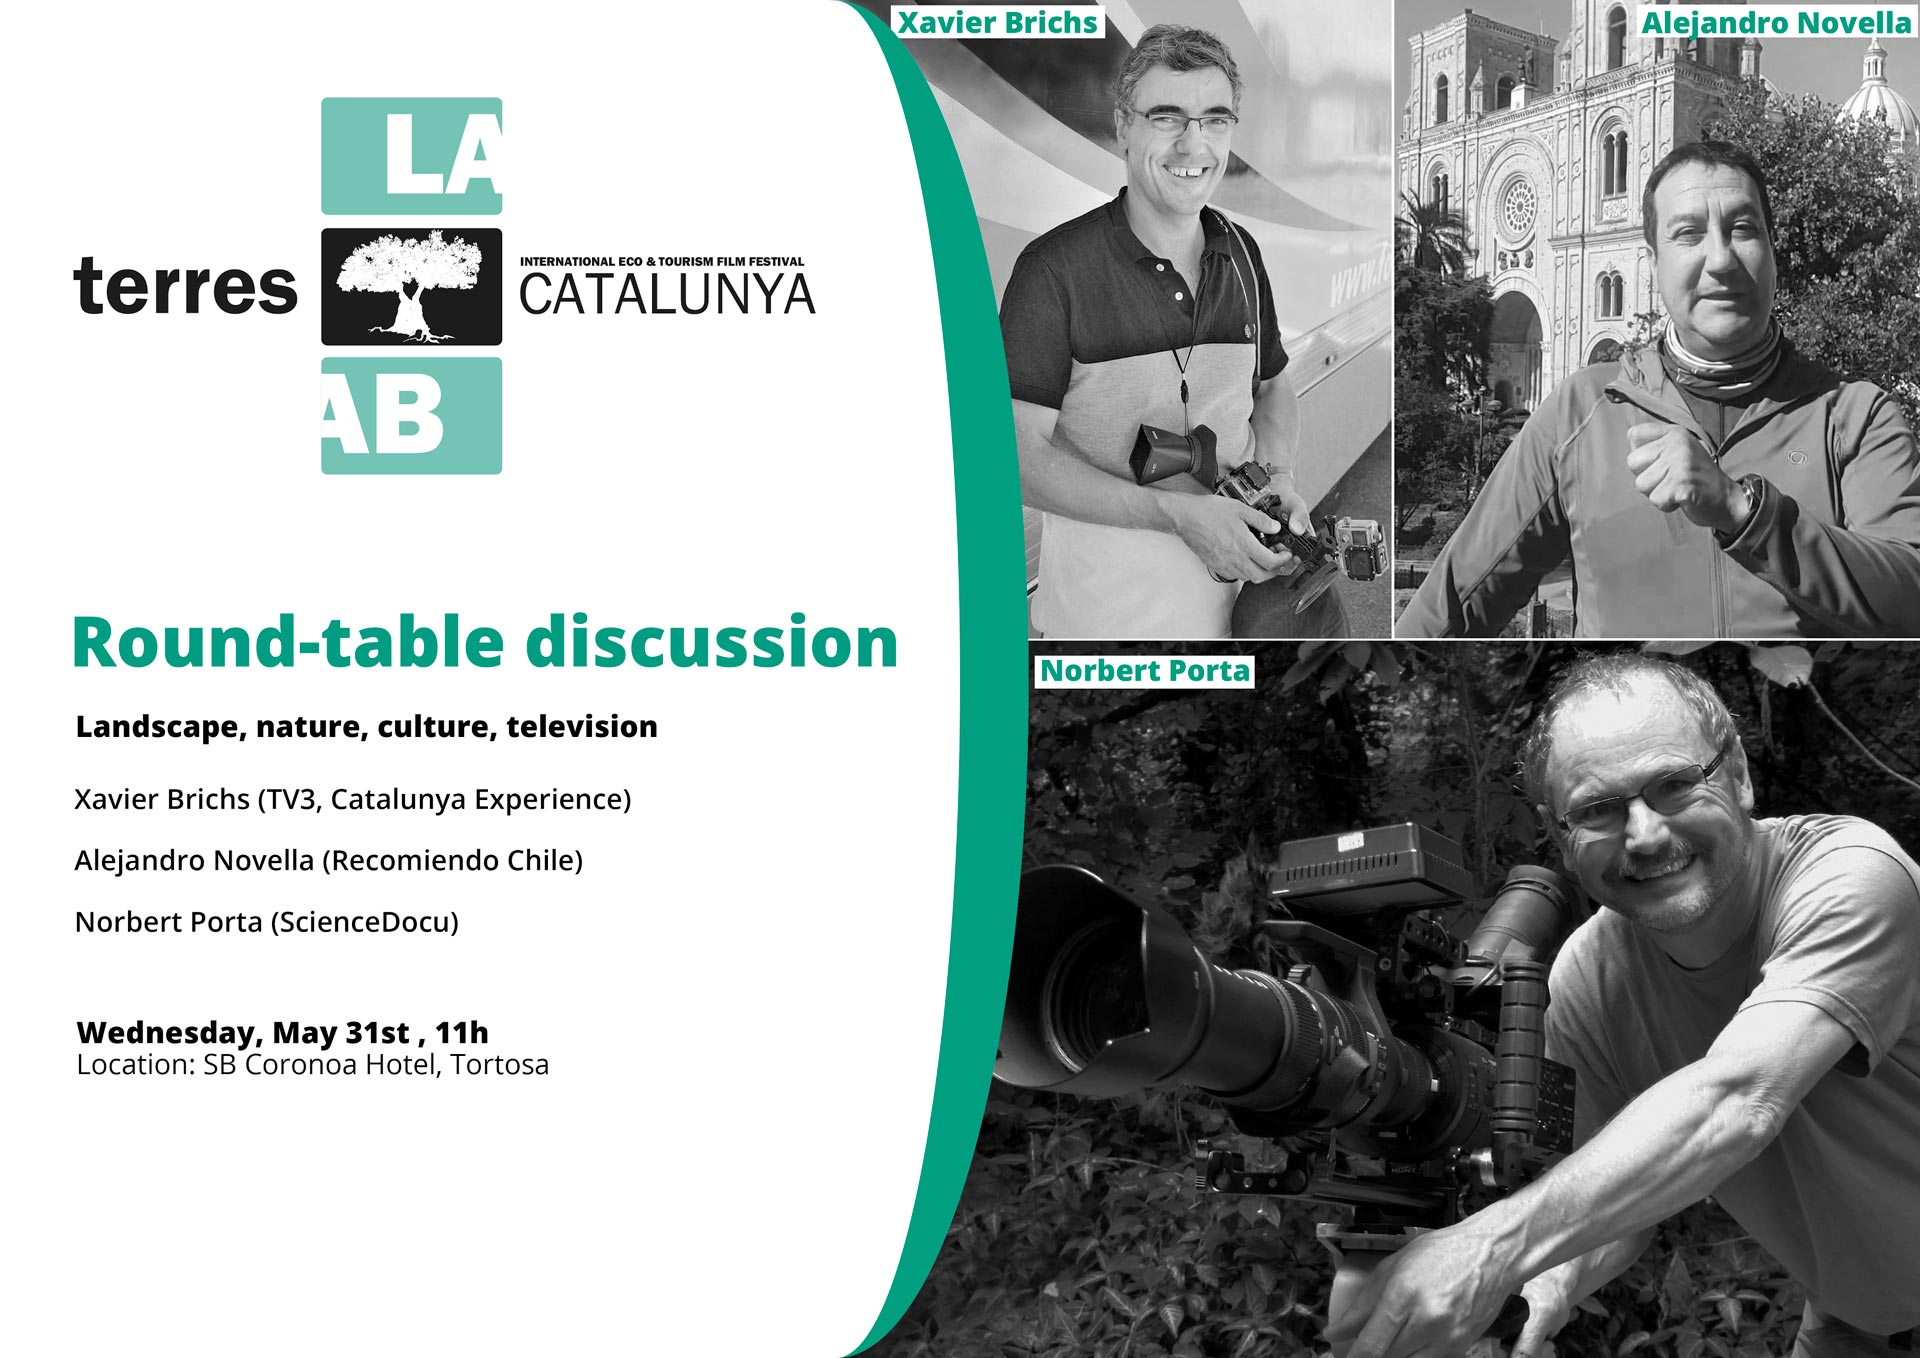 LA
terres
INTERNATIONAL ECO & TOURISM FILM FESTIVAL
CATALUNYA
AB
Round-table discussion
Landscape, nature, culture, television
Xavier Brichs (TV3, Catalunya Experience)
Alejandro Novella (Recomiendo Chile)
Norbert Porta (ScienceDocu)
Wednesday, May 31st , 11h
Location: SB Coronoa Hotel, Tortosa
Xavier Brichs
Alejandro Novella
www.
Norbert Porta
SONY